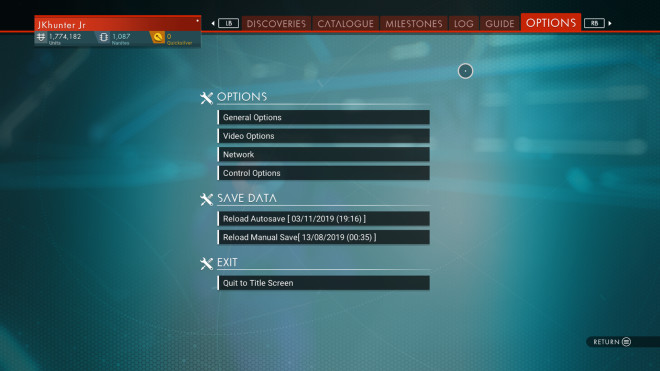 JKhunter Jr
1,774,182
Units
1,087
Nanites
0
Quicksilver
LB DISCOVERIES CATALOGUE MILESTONES LOG GUIDE OPTIONS RB
OPTIONS
General Options
Video Options
Network
Control Options
SAVE DATA
Reload Autosave [ 03/11/2019 (19:16) ]
Reload Manual Save[ 13/08/2019 (00:35) ]
EXIT
Quit to Title Screen
RETURN